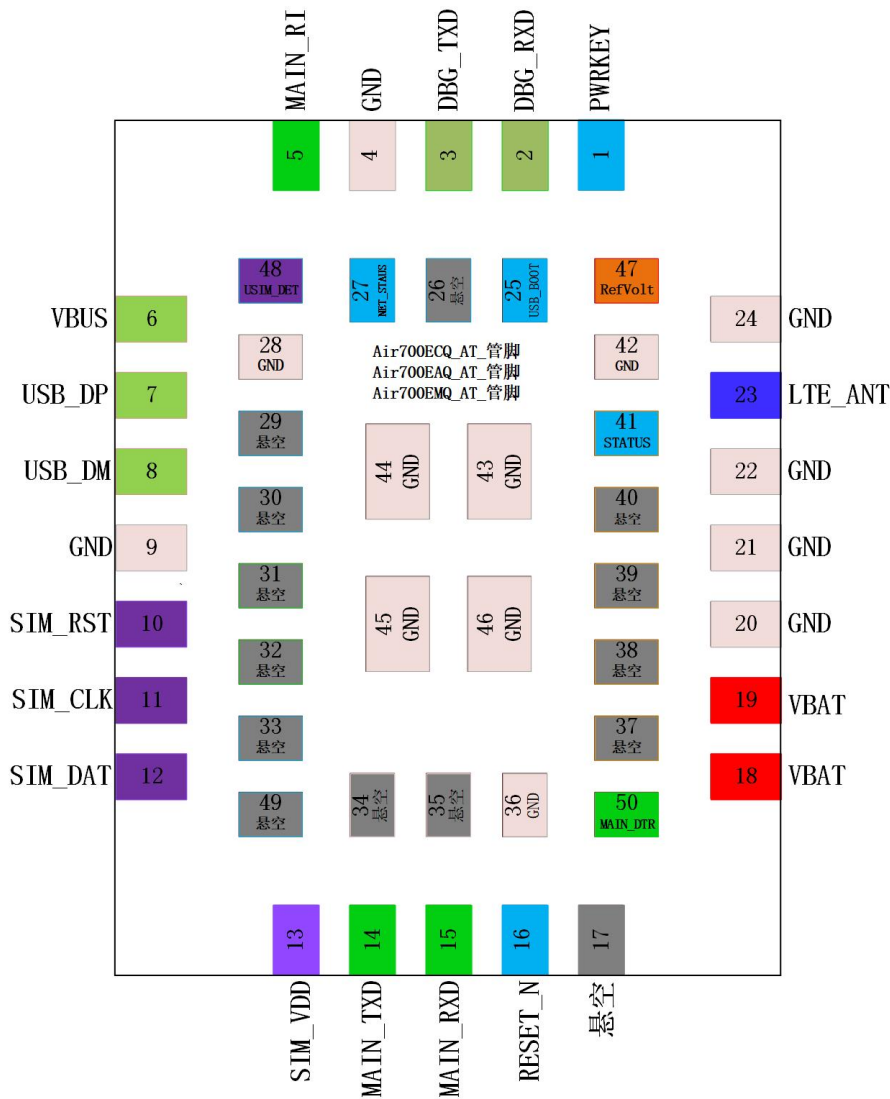 MAIN_RI
GND
DBG_TXD
DBG_RXD
PWRKEY
5
4
3
2
1
48
USIM_DET
27
NET_STAUS
26
悬空
25
USB_BOOT
47
RefVolt
VBUS
6
24
GND
28
GND
Air700ECQ_AT_管脚
Air700EAQ_AT_管脚
Air700EMQ_AT_管脚
42
GND
USB_DP
7
23
LTE_ANT
29
悬空
41
STATUS
44
GND
43
GND
USB_DM
8
22
GND
30
悬空
40
悬空
GND
9
21
GND
31
悬空
39
悬空
SIM_RST
10
45
GND
46
GND
20
GND
32
悬空
38
悬空
SIM_CLK
11
19
VBAT
33
悬空
37
悬空
SIM_DAT
12
18
VBAT
49
悬空
34
悬空
35
悬空
36
GND
50
MAIN_DTR
13
14
15
16
17
SIM_VDD
MAIN_TXD
MAIN_RXD
RESET_N
悬空